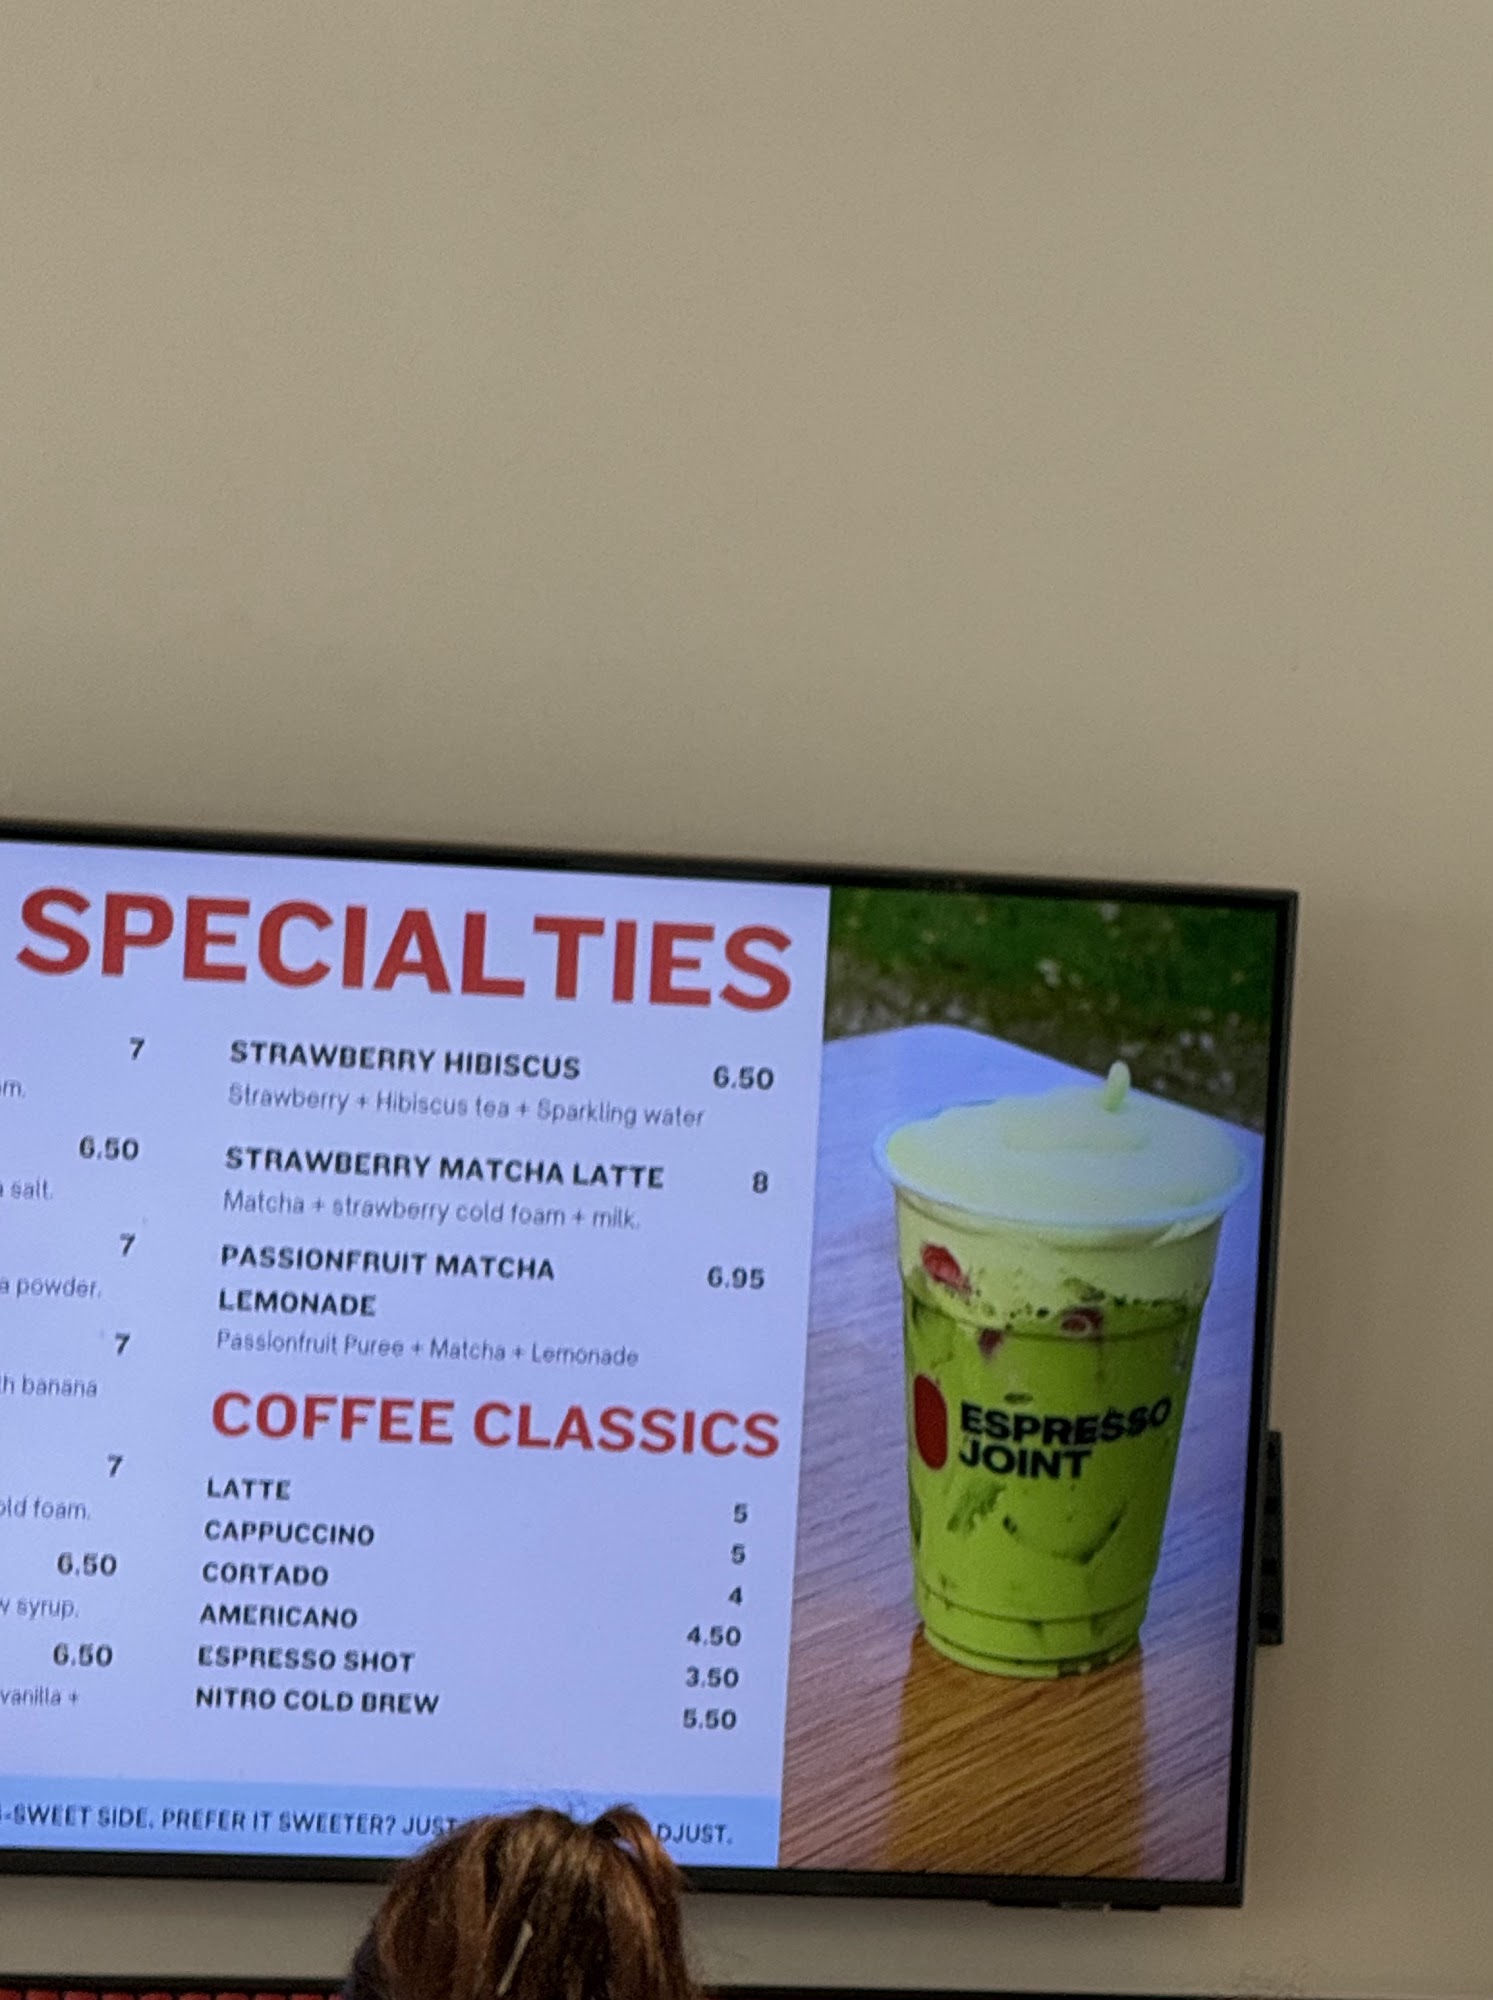 SPECIALTIES
7
6.50
salt.
7
powder.
7
banana
7
foam.
6.50
syrup.
6.50
vanilla +
STRAWBERRY HIBISCUS 6.50
Strawberry + Hibiscus tea + Sparkling water
STRAWBERRY MATCHA LATTE 8
Matcha + strawberry cold foam + milk.
PASSIONFRUIT MATCHA 6.95
LEMONADE
Passionfruit Puree + Matcha + Lemonade
COFFEE CLASSICS
LATTE 5
CAPPUCCINO 5
CORTADO 4
AMERICANO 4.50
ESPRESSO SHOT 3.50
NITRO COLD BREW 5.50
-SWEET SIDE. PREFER IT SWEETER? JUST DJUST.
ESPRESSO
JOINT